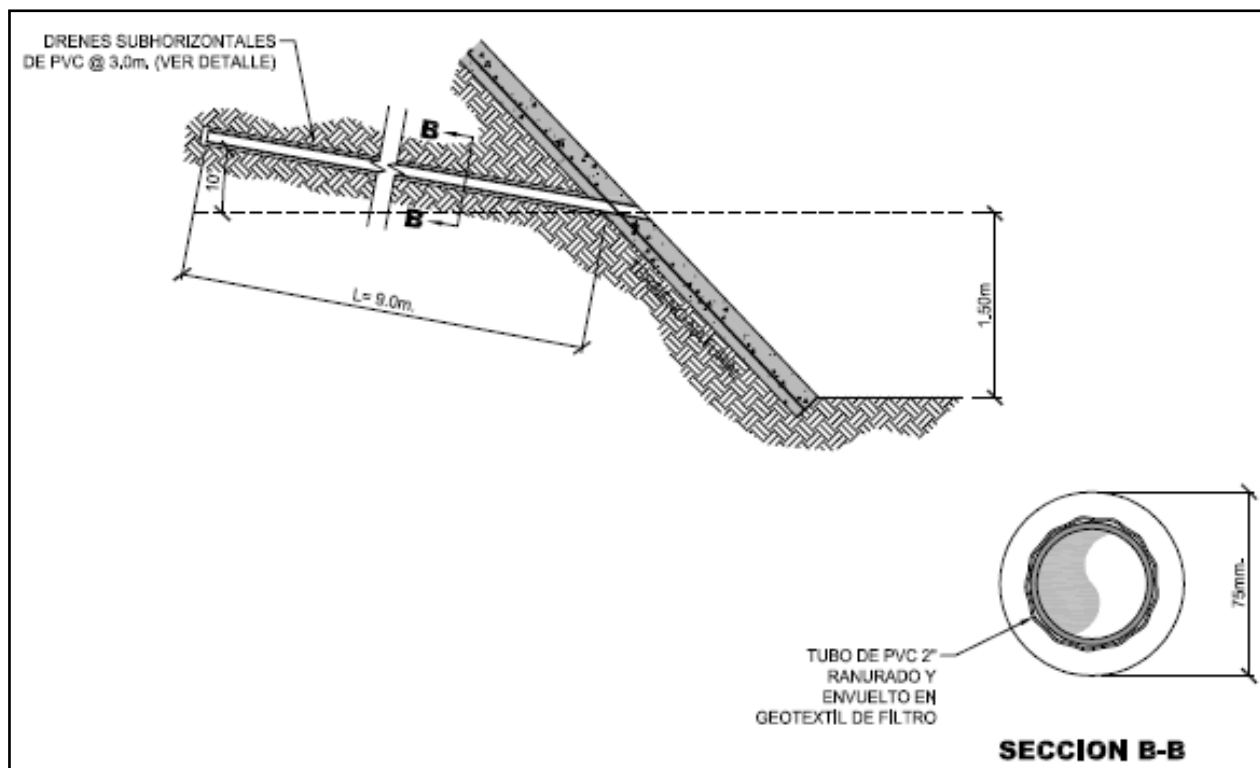 DRENES SUBHORIZONTALES
DE PVC @ 3.0m. (VER DETALLE)
B
B
10°
L= 9.0m.
1.50m
75mm.
TUBO DE PVC 2"
RANURADO Y
ENVUELTO EN
GEOTEXTIL DE FILTRO
SECCION B-B